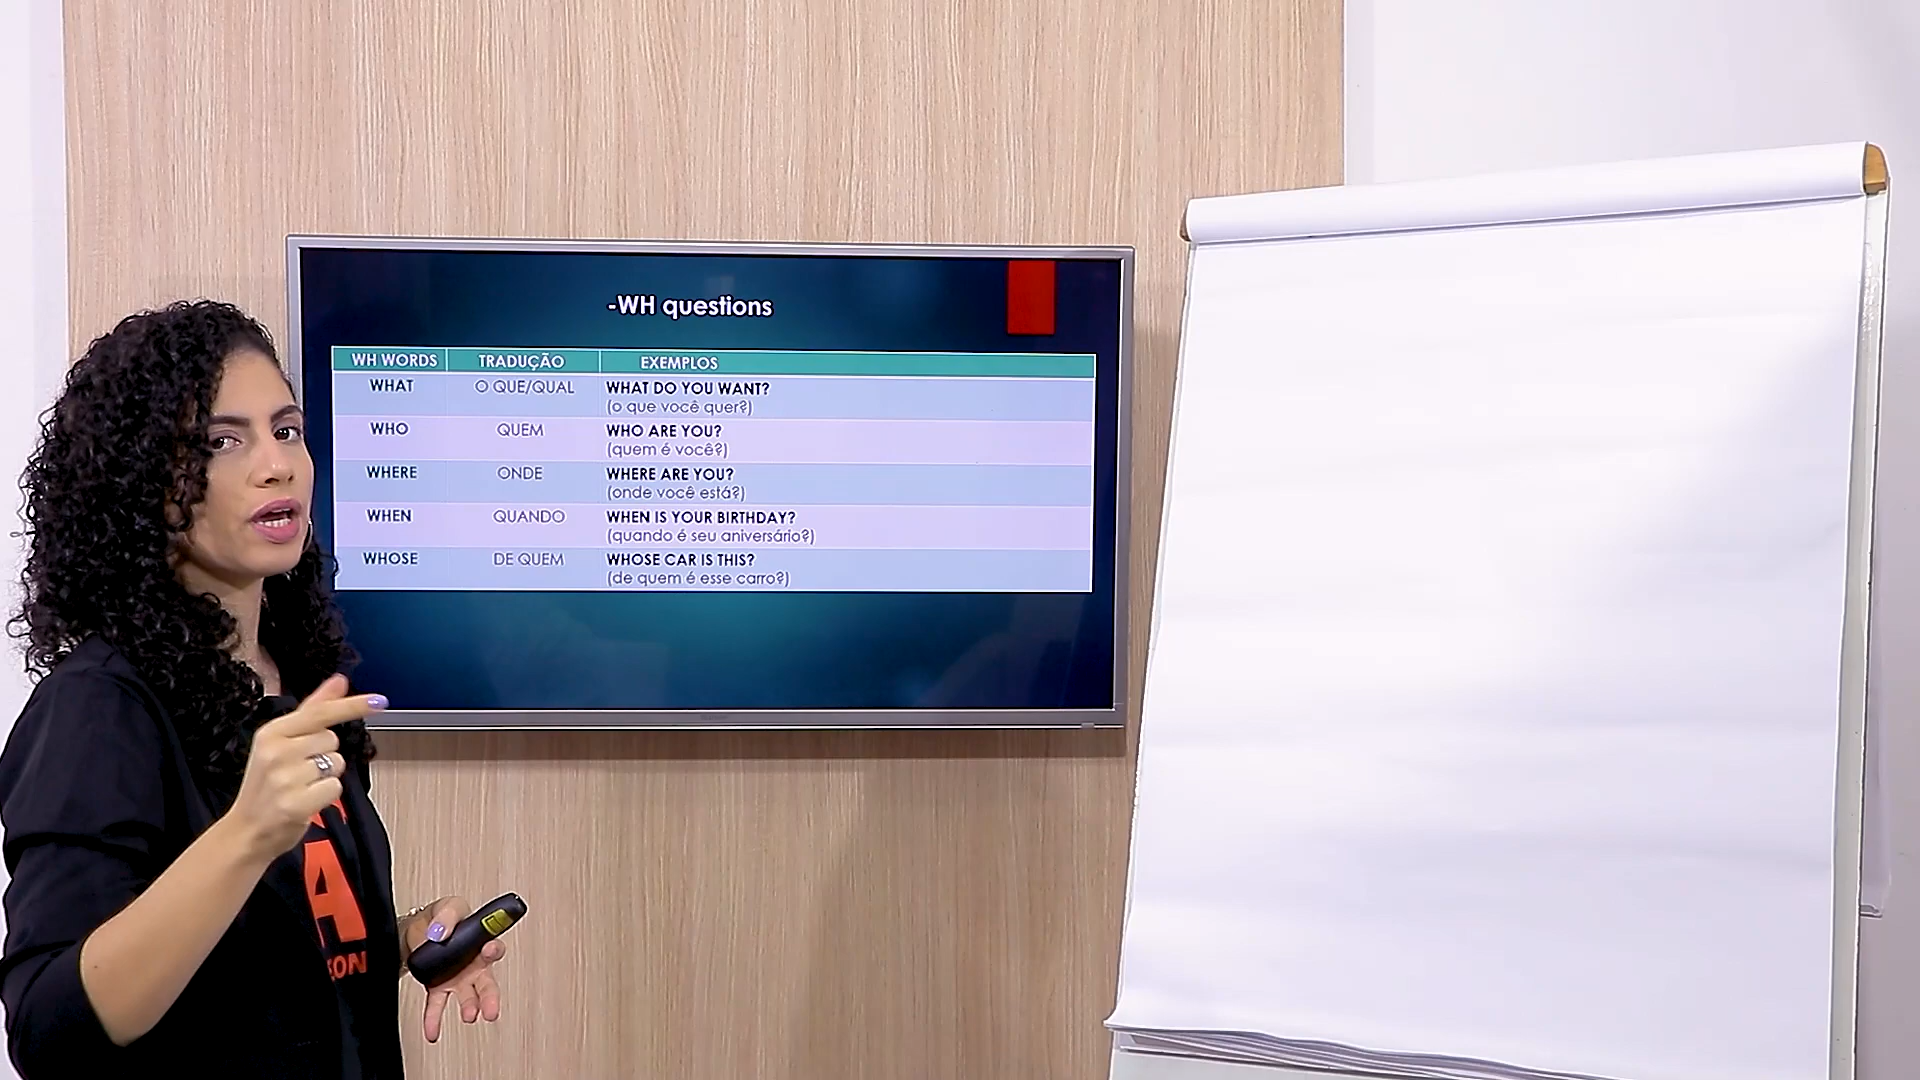 -WH questions
WH WORDS TRADUÇÃO EXEMPLOS
WHAT O QUE/QUAL WHAT DO YOU WANT?
(o que você quer?)
WHO QUEM WHO ARE YOU?
(quem é você?)
WHERE ONDE WHERE ARE YOU?
(onde você está?)
WHEN QUANDO WHEN IS YOUR BIRTHDAY?
(quando é seu aniversário?)
WHOSE DE QUEM WHOSE CAR IS THIS?
(de quem é esse carro?)
A